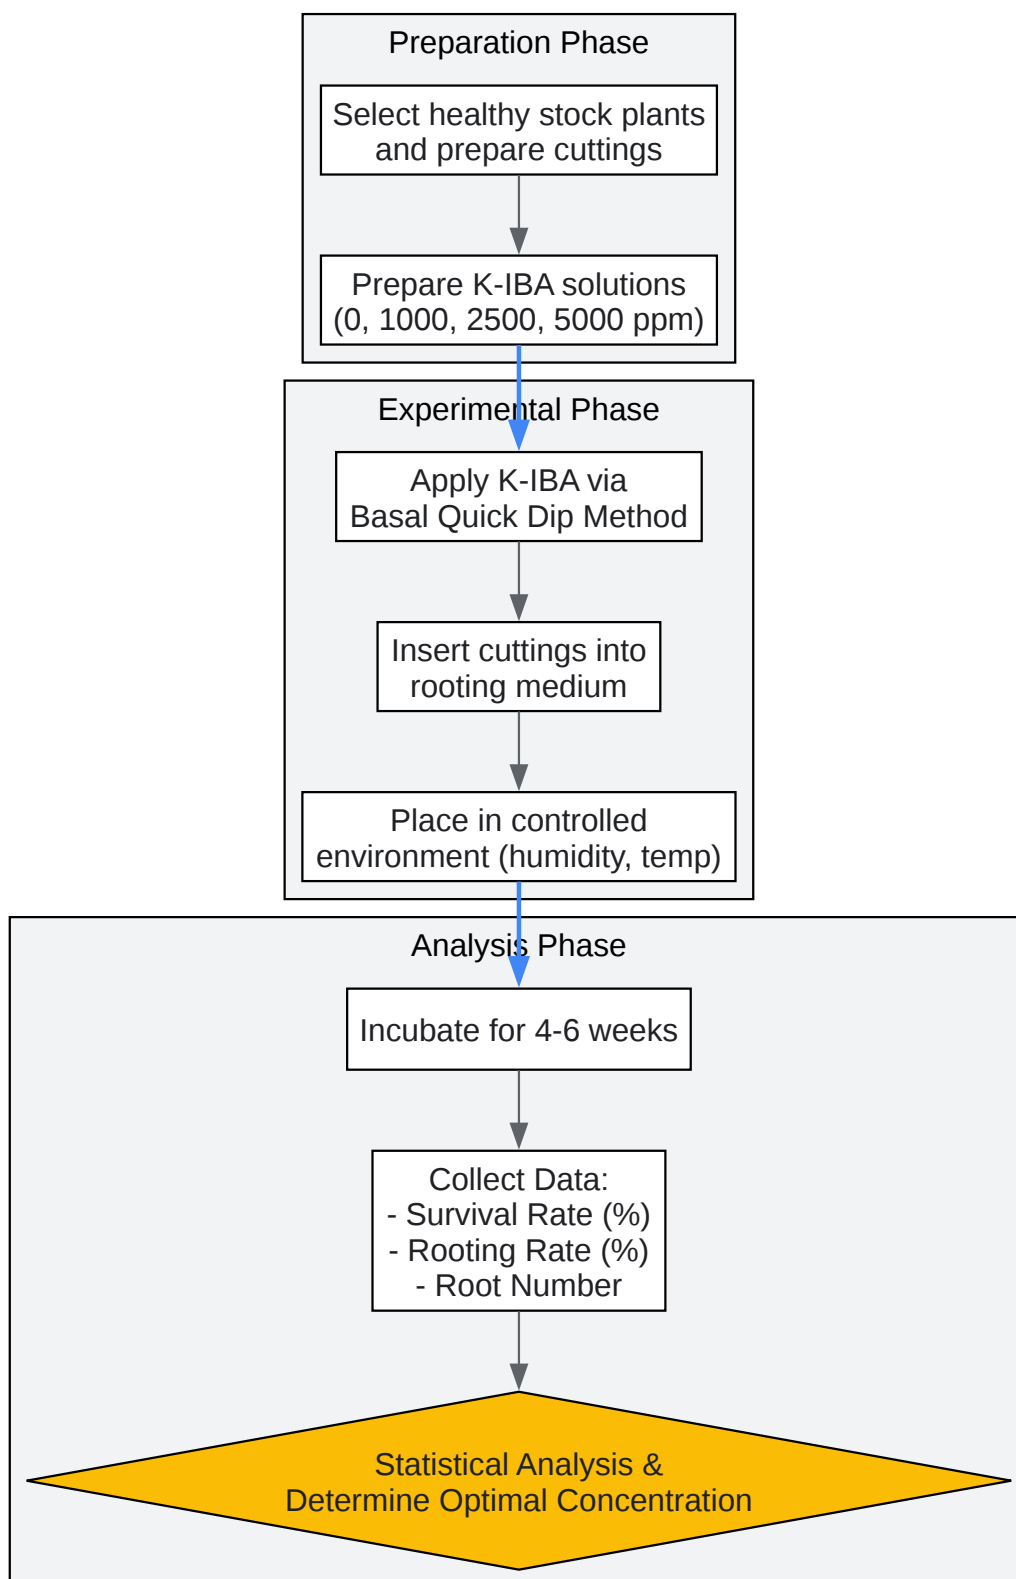 Preparation Phase
Select healthy stock plants
and prepare cuttings
Prepare K-IBA solutions
(0, 1000, 2500, 5000 ppm)
Experimental Phase
Apply K-IBA via
Basal Quick Dip Method
Insert cuttings into
rooting medium
Place in controlled
environment (humidity, temp)
Analysis Phase
Incubate for 4-6 weeks
Collect Data:
- Survival Rate (%)
- Rooting Rate (%)
- Root Number
Statistical Analysis &
Determine Optimal Concentration